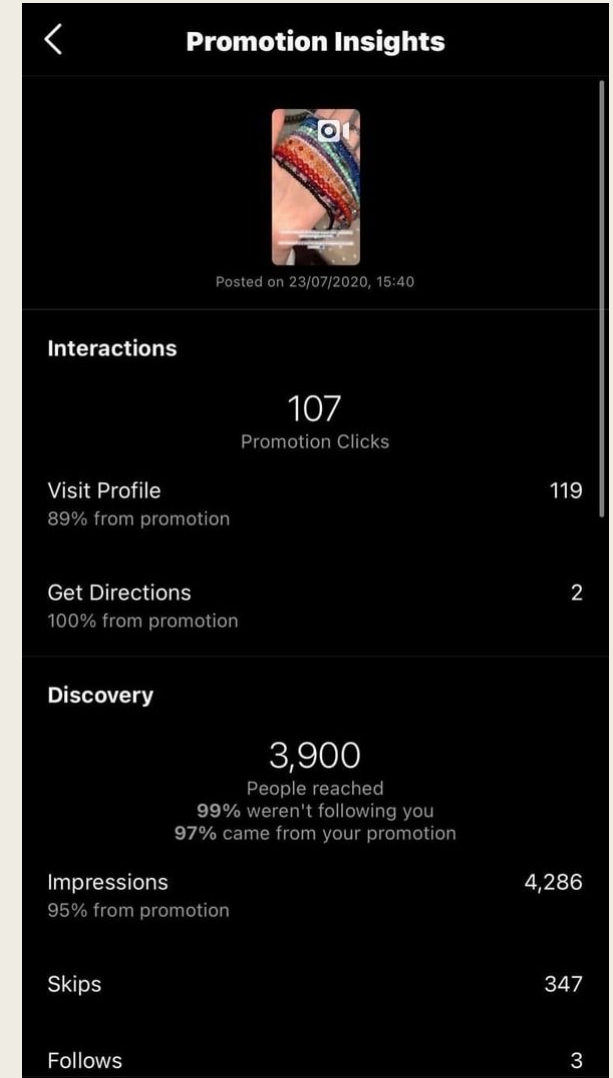 Promotion Insights
Posted on 23/07/2020, 15:40
Interactions
107
Promotion Clicks
Visit Profile 119
89% from promotion
Get Directions 2
100% from promotion
Discovery
3,900
People reached
99% weren't following you
97% came from your promotion
Impressions 4,286
95% from promotion
Skips 347
Follows 3